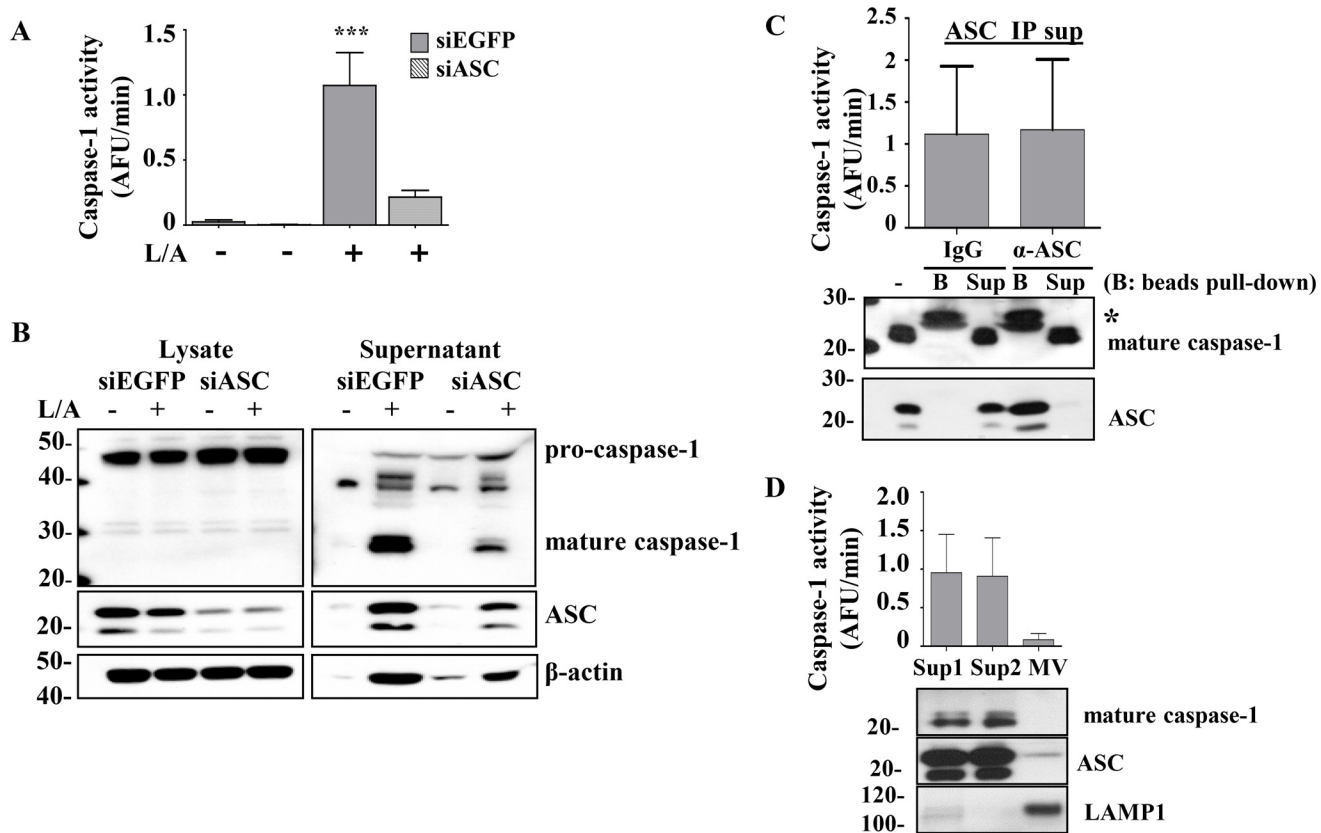 A
Caspase-1 activity
(AFU/min)
1.5
1.0
0.5
0
***
siEGFP
siASC
L/A - - + +
B
Lysate Supernatant
siEGFP siASC siEGFP siASC
L/A - + - + - + - +
50-
40-
30-
20-
pro-caspase-1
mature caspase-1
20-
ASC
50-
40-
β-actin
C
Caspase-1 activity
(AFU/min)
2.5
2
1.5
1
0.5
0
ASC IP sup
IgG α-ASC
- B Sup B Sup (B: beads pull-down)
30-
20-
*
mature caspase-1
30-
20-
ASC
D
Caspase-1 activity
(AFU/min)
2.0
1.5
1.0
0.5
0
Sup1 Sup2 MV
20-
mature caspase-1
20-
ASC
120-
100-
LAMP1